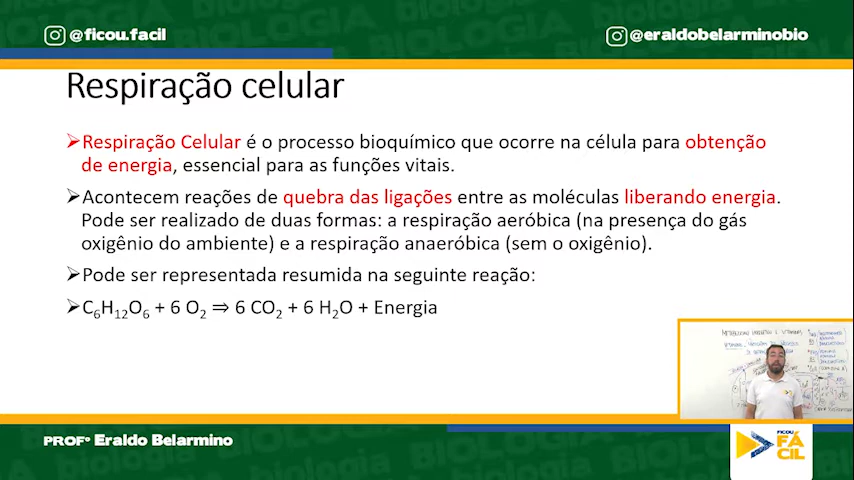 @ficou.facil
@eraldobelarminobio
Respiração celular
➢Respiração Celular é o processo bioquímico que ocorre na célula para obtenção
de energia, essencial para as funções vitais.
➢Acontecem reações de quebra das ligações entre as moléculas liberando energia.
Pode ser realizado de duas formas: a respiração aeróbica (na presença do gás
oxigênio do ambiente) e a respiração anaeróbica (sem o oxigênio).
➢Pode ser representada resumida na seguinte reação:
➢C₆H₁₂O₆ + 6 O₂ ⇒ 6 CO₂ + 6 H₂O + Energia
PROFº Eraldo Belarmino
FICOU
FÁ
CIL